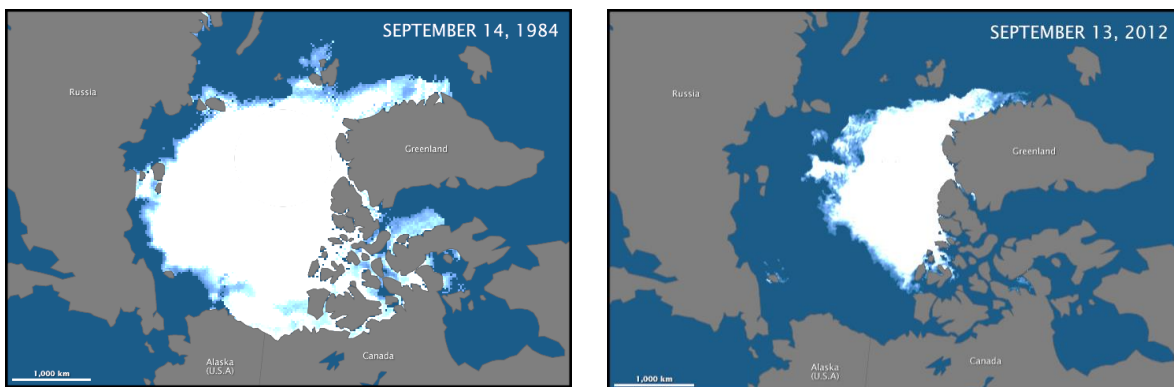 SEPTEMBER 14, 1984
Russia
Greenland
Alaska
(U.S.A)
Canada
1,000 km
SEPTEMBER 13, 2012
Russia
Greenland
Alaska
(U.S.A)
Canada
1,000 km